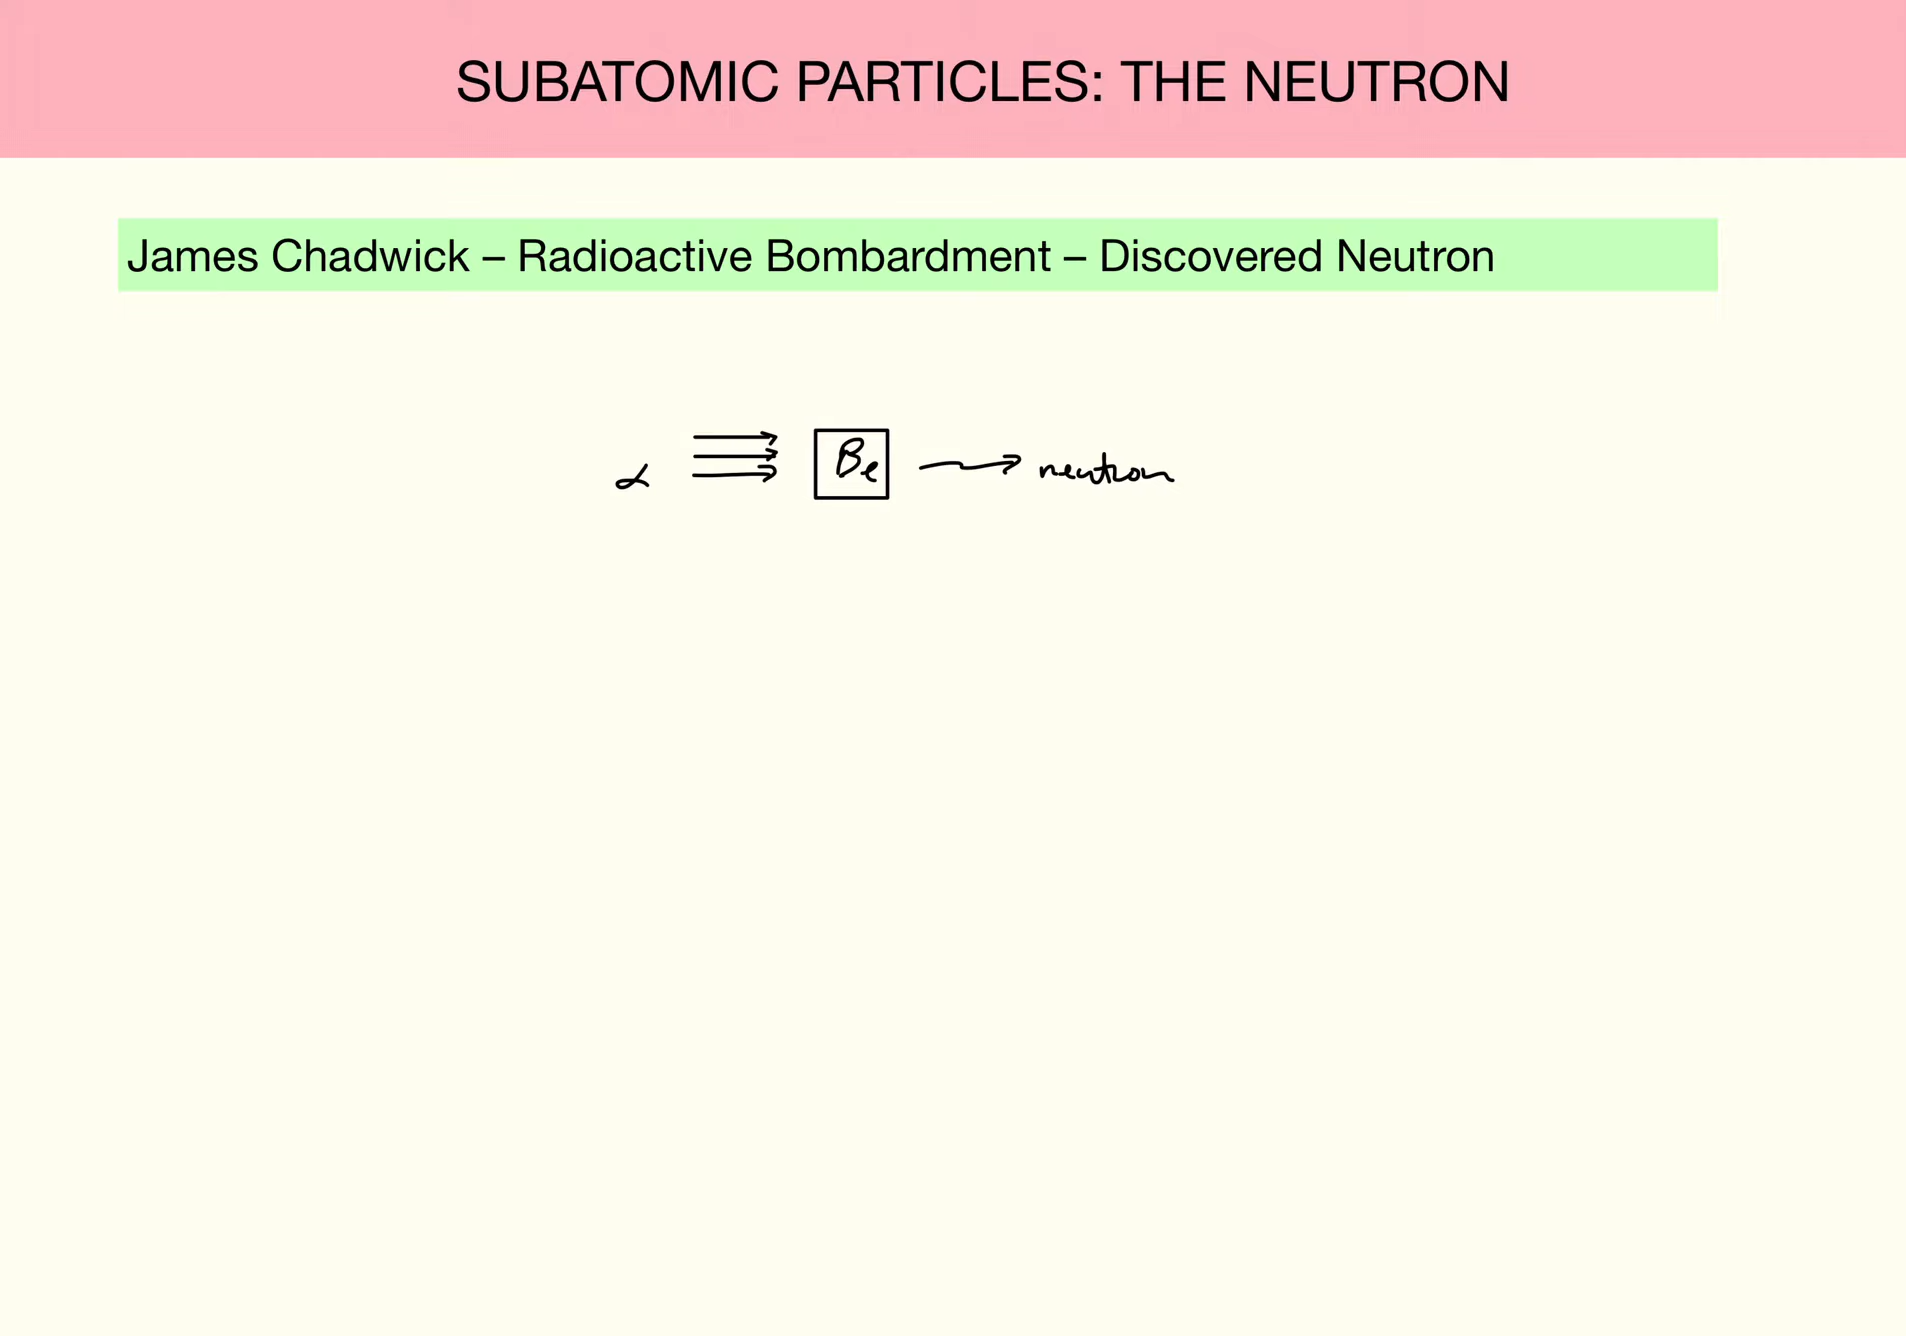 SUBATOMIC PARTICLES: THE NEUTRON
James Chadwick – Radioactive Bombardment – Discovered Neutron
α Be neutron